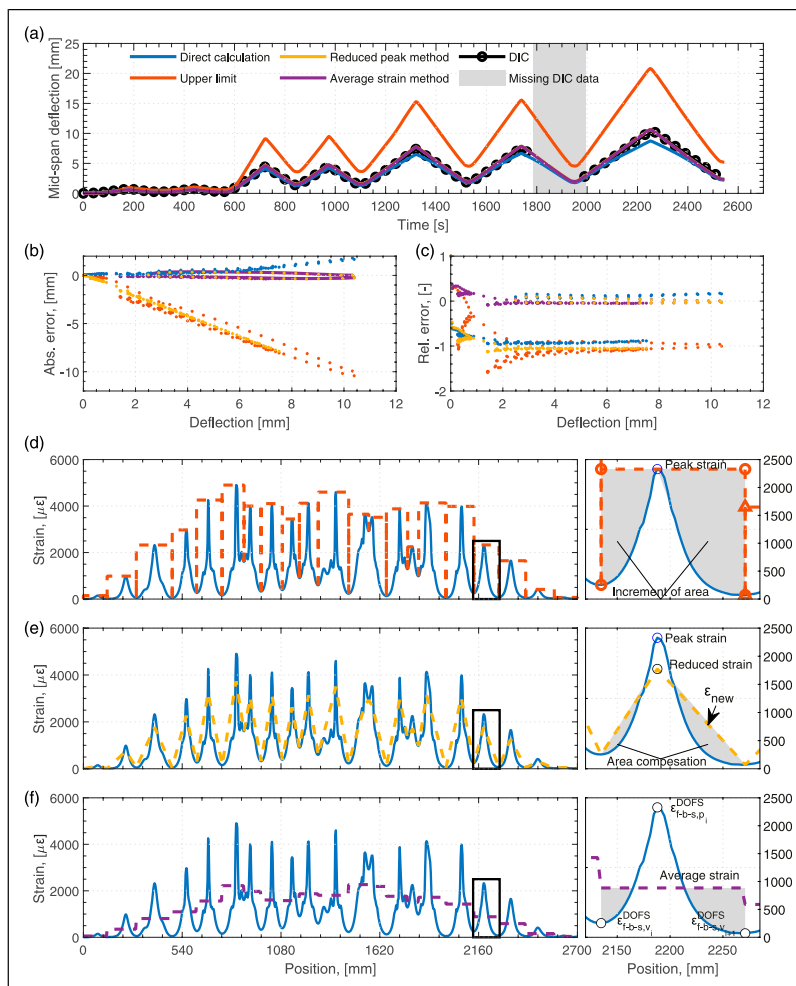 (a)
25
20
15
10
5
0
Mid-span deflection [mm]
Direct calculation
Upper limit
Reduced peak method
Average strain method
DIC
Missing DIC data
0 200 400 600 800 1000 1200 1400 1600 1800 2000 2200 2400 2600
Time [s]
(b)
0
-5
-10
Abs. error, [mm]
0 2 4 6 8 10 12
Deflection [mm]
(c)
1
0
-1
-2
Rel. error, [-]
0 2 4 6 8 10 12
Deflection [mm]
(d)
6000
4000
2000
0
Strain, [με]
Peak strain
Increment of area
2500
2000
1500
1000
500
0
(e)
6000
4000
2000
0
Strain, [με]
Peak strain
Reduced strain
ε new
Area compesation
2500
2000
1500
1000
500
0
(f)
6000
4000
2000
0
Strain, [με]
0 540 1080 1620 2160 2700
Position, [mm]
ε DOFS f-b-s,p i
Average strain
ε DOFS f-b-s,v i
ε DOFS f-b-s,v i
2500
2000
1500
1000
500
0
2150 2200 2250
[mm]